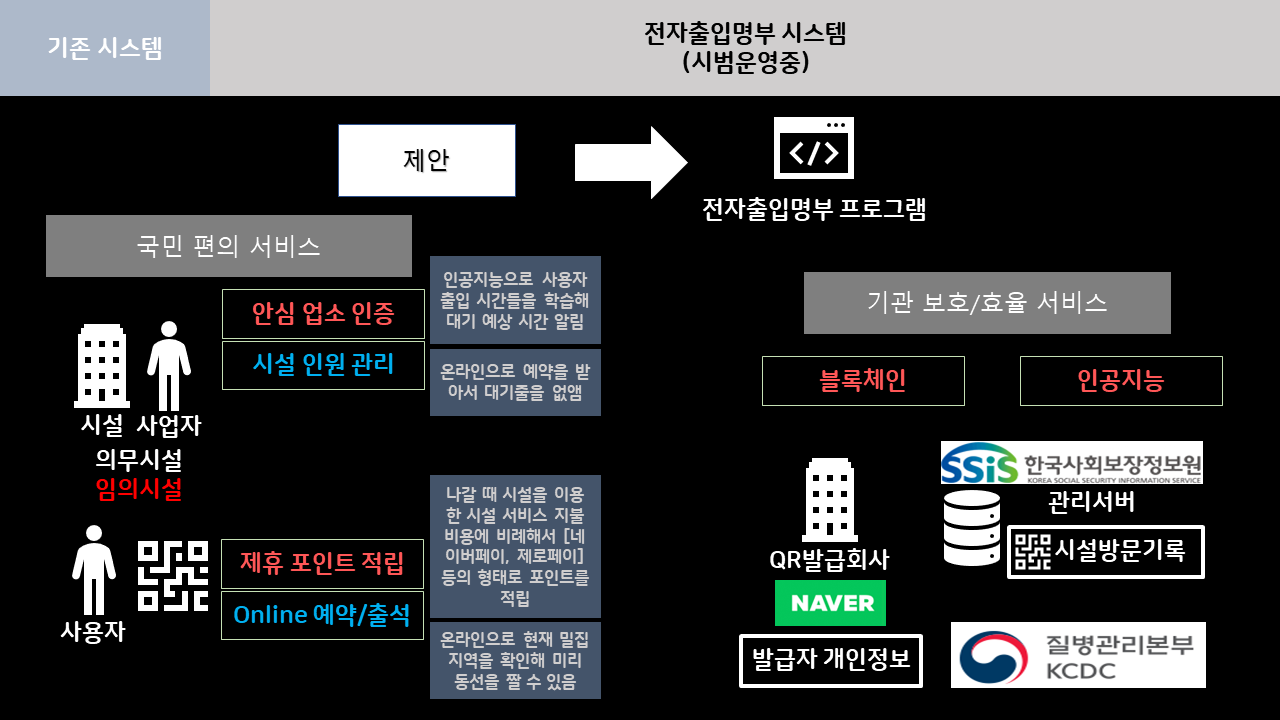 기존 시스템
전자출입명부 시스템
(시범운영중)
제안
전자출입명부 프로그램
국민 편의 서비스
안심 업소 인증
시설 인원 관리
인공지능으로 사용자
출입 시간들을 학습해
대기 예상 시간 알림
온라인으로 예약을 받
아서 대기줄을 없앰
시설 사업자
의무시설
임의시설
사용자
제휴 포인트 적립
Online 예약/출석
나갈 때 시설을 이용
한 시설 서비스 지불
비용에 비례해서 [네
이버페이, 제로페이]
등의 형태로 포인트를
적립
온라인으로 현재 밀집
지역을 확인해 미리
동선을 짤 수 있음
기관 보호/효율 서비스
블록체인
인공지능
QR발급회사
NAVER
발급자 개인정보
SSiS 한국사회보장정보원
KOREA SOCIAL SECURITY INFORMATION SERVICE
관리서버
시설방문기록
질병관리본부
KCDC